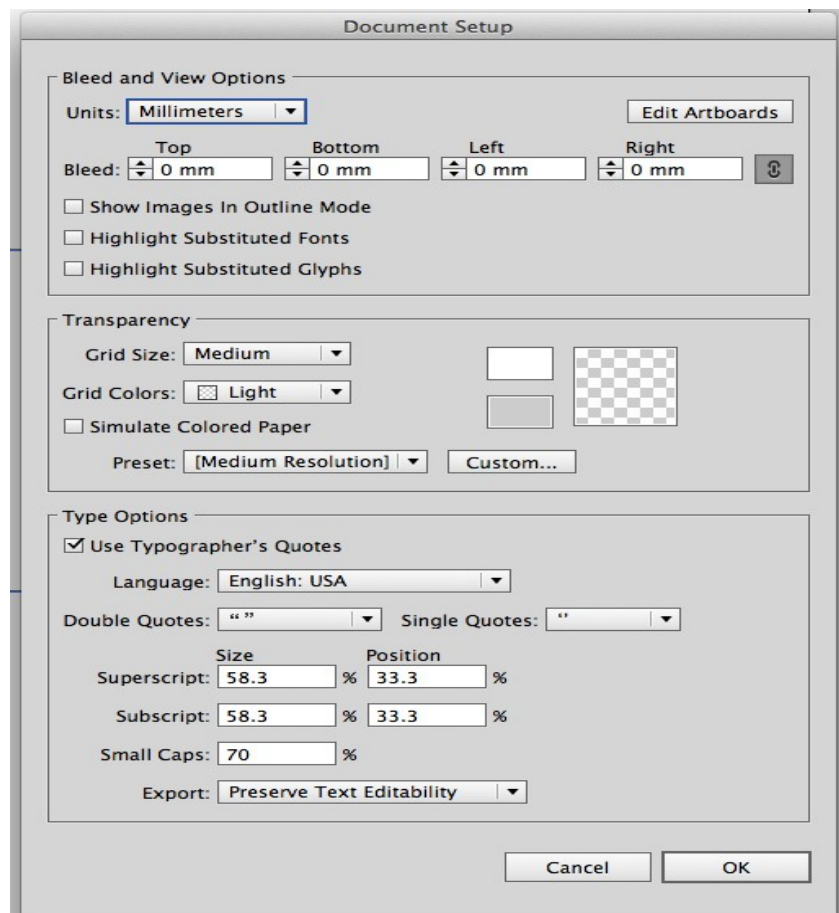 Document Setup
Bleed and View Options
Units: Millimeters
Edit Artboards
Top Bottom Left Right
Bleed: 0 mm 0 mm 0 mm 0 mm
Show Images In Outline Mode
Highlight Substituted Fonts
Highlight Substituted Glyphs
Transparency
Grid Size: Medium
Grid Colors: Light
Simulate Colored Paper
Preset: [Medium Resolution] Custom...
Type Options
Use Typographer's Quotes
Language: English: USA
Double Quotes: “ ” Single Quotes: ‘’
Size Position
Superscript: 58.3 % 33.3 %
Subscript: 58.3 % 33.3 %
Small Caps: 70 %
Export: Preserve Text Editability
Cancel OK